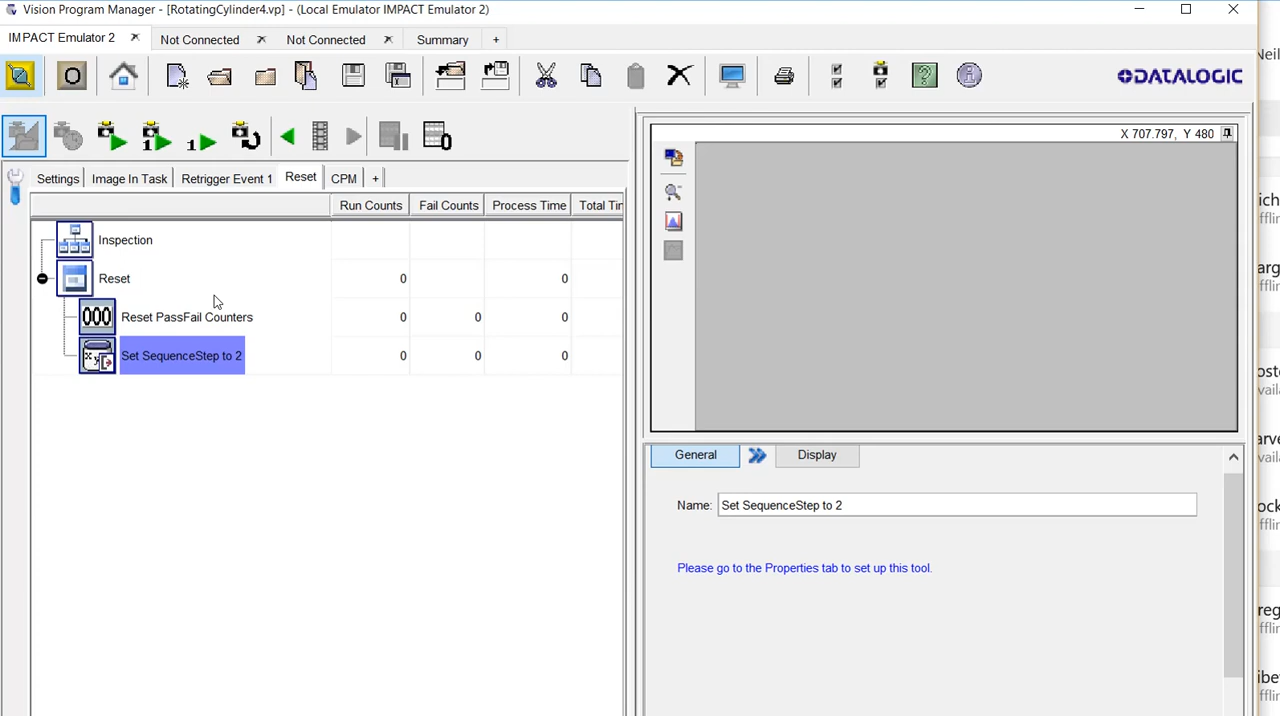 Vision Program Manager - [RotatingCylinder4.vp] - (Local Emulator IMPACT Emulator 2)
IMPACT Emulator 2
Not Connected
Not Connected
Summary
+
DATALOGIC
Settings
Image In Task
Retrigger Event 1
Reset
CPM
+
Run Counts
Fail Counts
Process Time
Total Tim
Inspection
Reset
0
0
Reset PassFail Counters
0
0
0
Set SequenceStep to 2
0
0
0
X 707.797, Y 480
General
Display
Name:
Set SequenceStep to 2
Please go to the Properties tab to set up this tool.